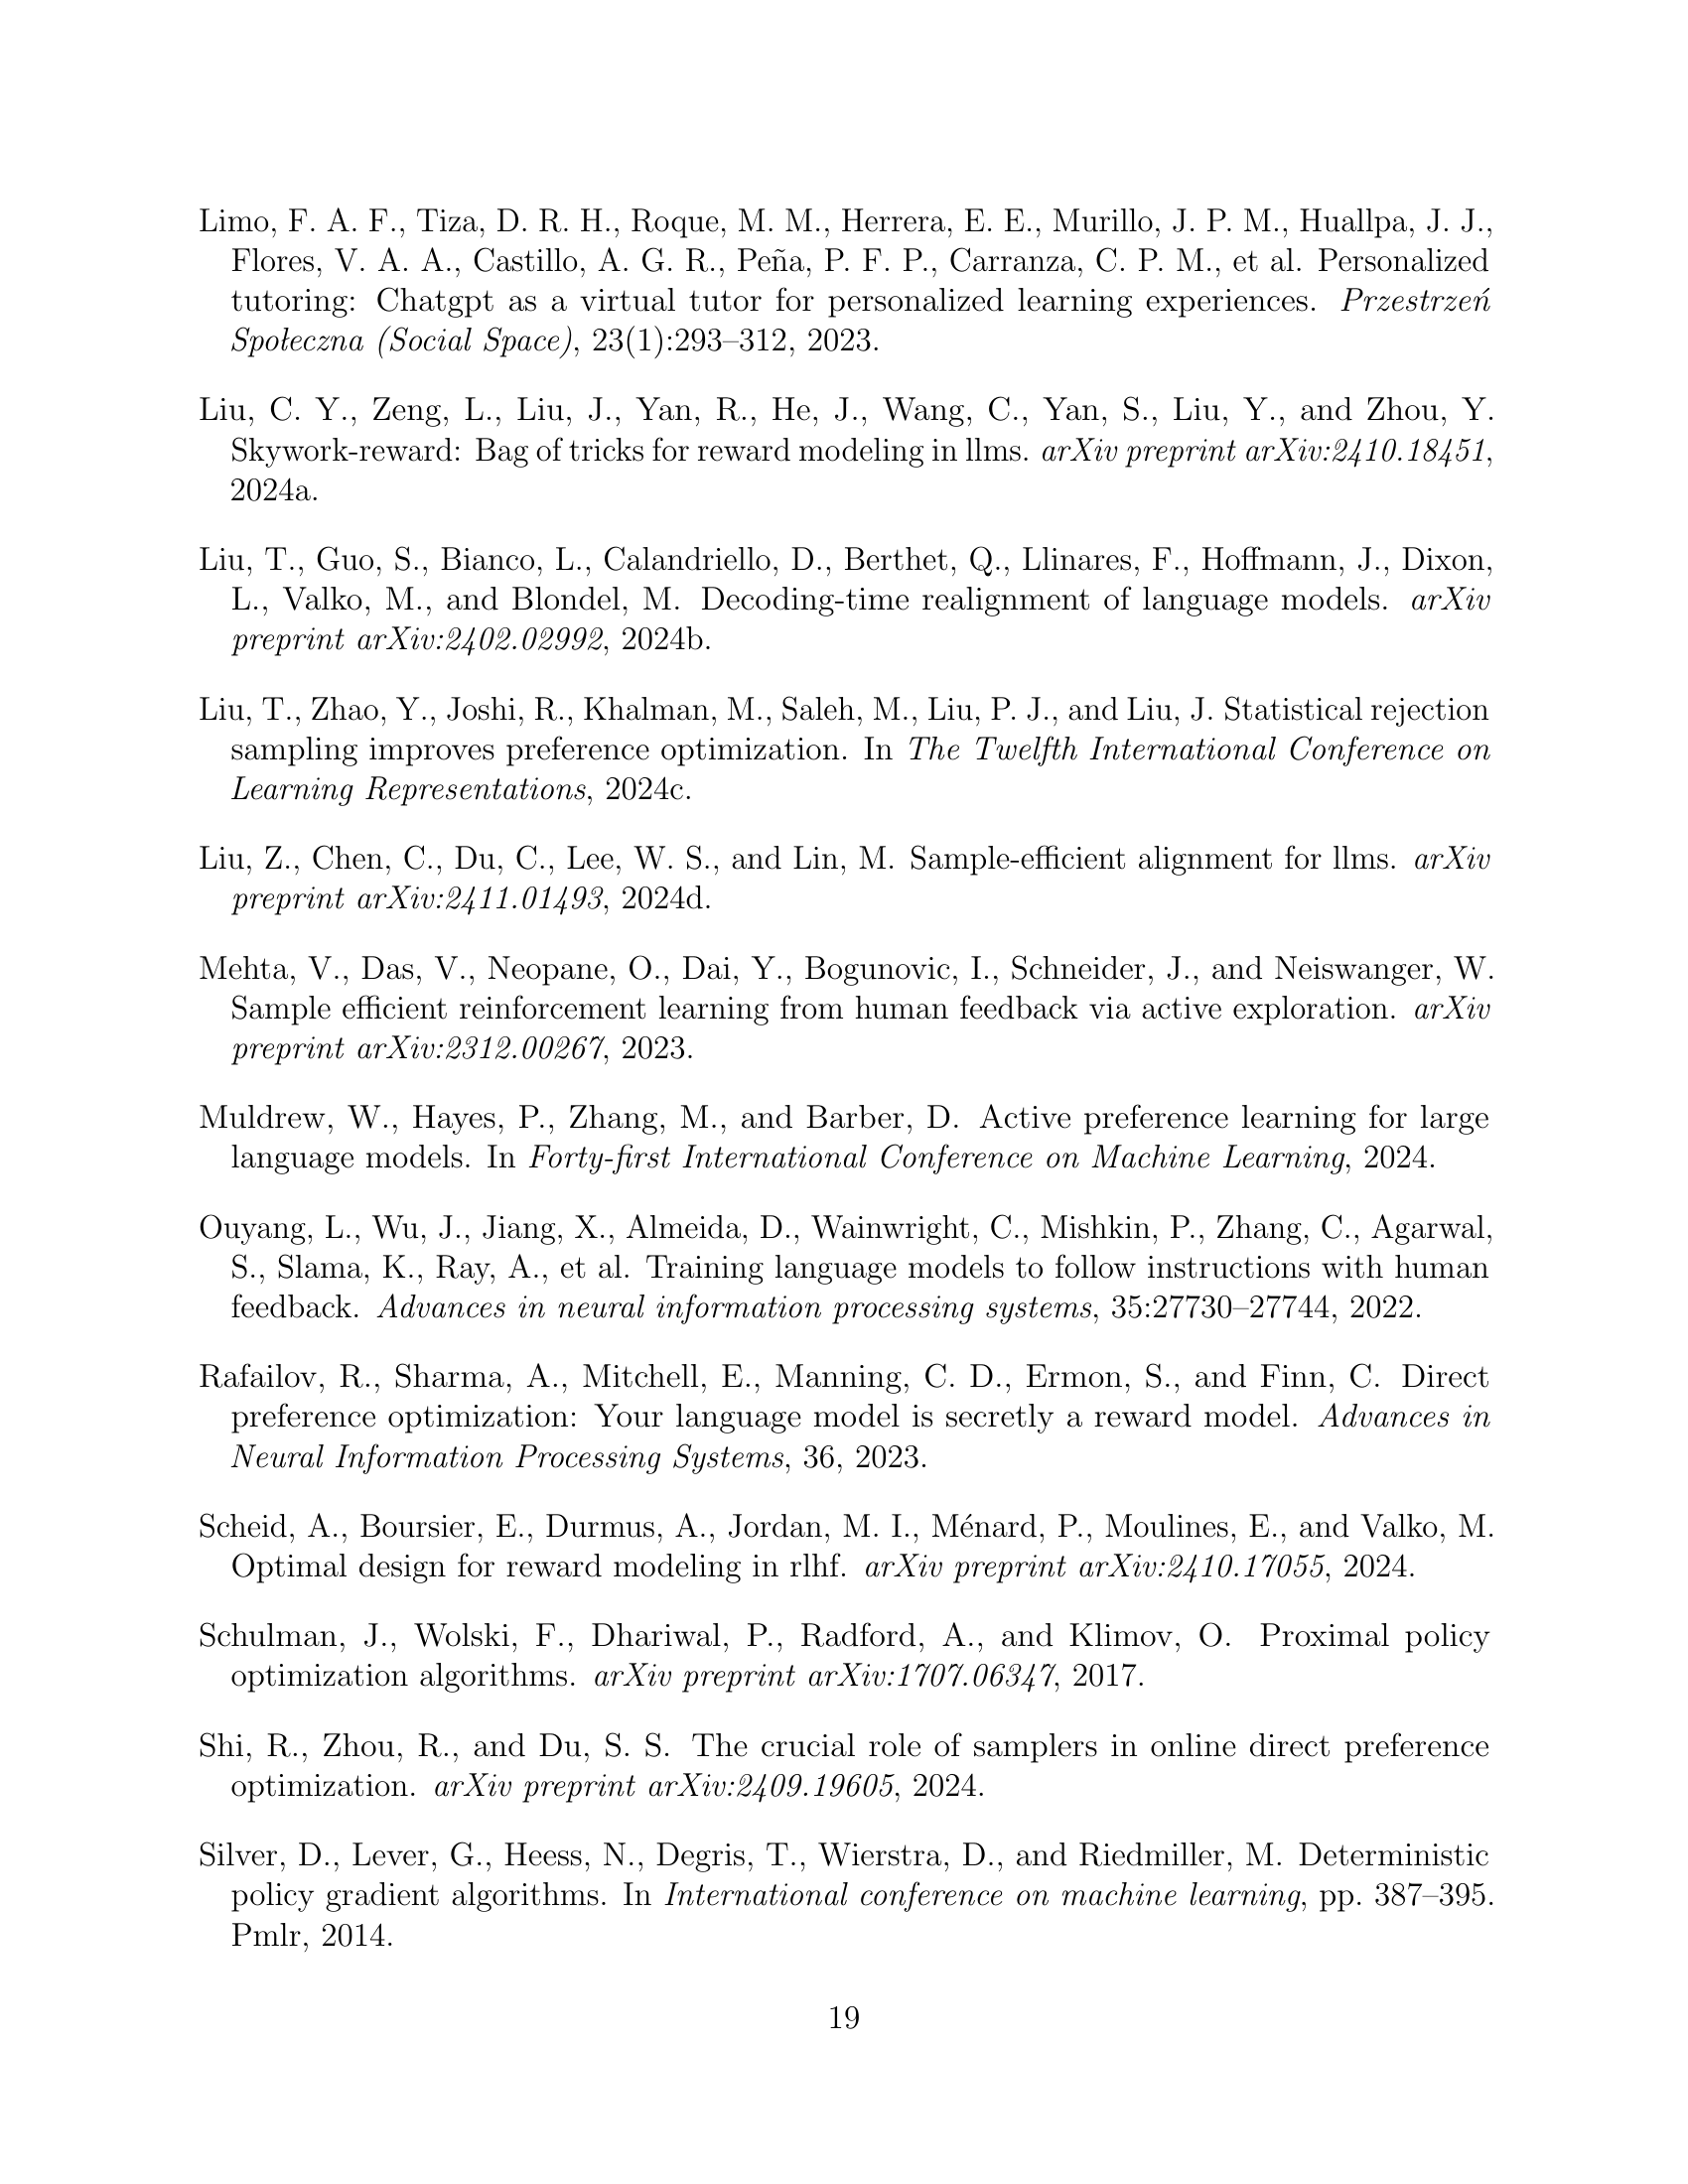 Limo, F. A. F., Tiza, D. R. H., Roque, M. M., Herrera, E. E., Murillo, J. P. M., Huallpa, J. J.,
Flores, V. A. A., Castillo, A. G. R., Peña, P. F. P., Carranza, C. P. M., et al. Personalized
tutoring: Chatgpt as a virtual tutor for personalized learning experiences. Przestrzeń
Społeczna (Social Space), 23(1):293–312, 2023.
Liu, C. Y., Zeng, L., Liu, J., Yan, R., He, J., Wang, C., Yan, S., Liu, Y., and Zhou, Y.
Skywork-reward: Bag of tricks for reward modeling in llms. arXiv preprint arXiv:2410.18451,
2024a.
Liu, T., Guo, S., Bianco, L., Calandriello, D., Berthet, Q., Llinares, F., Hoffmann, J., Dixon,
L., Valko, M., and Blondel, M. Decoding-time realignment of language models. arXiv
preprint arXiv:2402.02992, 2024b.
Liu, T., Zhao, Y., Joshi, R., Khalman, M., Saleh, M., Liu, P. J., and Liu, J. Statistical rejection
sampling improves preference optimization. In The Twelfth International Conference on
Learning Representations, 2024c.
Liu, Z., Chen, C., Du, C., Lee, W. S., and Lin, M. Sample-efficient alignment for llms. arXiv
preprint arXiv:2411.01493, 2024d.
Mehta, V., Das, V., Neopane, O., Dai, Y., Bogunovic, I., Schneider, J., and Neiswanger, W.
Sample efficient reinforcement learning from human feedback via active exploration. arXiv
preprint arXiv:2312.00267, 2023.
Muldrew, W., Hayes, P., Zhang, M., and Barber, D. Active preference learning for large
language models. In Forty-first International Conference on Machine Learning, 2024.
Ouyang, L., Wu, J., Jiang, X., Almeida, D., Wainwright, C., Mishkin, P., Zhang, C., Agarwal,
S., Slama, K., Ray, A., et al. Training language models to follow instructions with human
feedback. Advances in neural information processing systems, 35:27730–27744, 2022.
Rafailov, R., Sharma, A., Mitchell, E., Manning, C. D., Ermon, S., and Finn, C. Direct
preference optimization: Your language model is secretly a reward model. Advances in
Neural Information Processing Systems, 36, 2023.
Scheid, A., Boursier, E., Durmus, A., Jordan, M. I., Ménard, P., Moulines, E., and Valko, M.
Optimal design for reward modeling in rlhf. arXiv preprint arXiv:2410.17055, 2024.
Schulman, J., Wolski, F., Dhariwal, P., Radford, A., and Klimov, O. Proximal policy
optimization algorithms. arXiv preprint arXiv:1707.06347, 2017.
Shi, R., Zhou, R., and Du, S. S. The crucial role of samplers in online direct preference
optimization. arXiv preprint arXiv:2409.19605, 2024.
Silver, D., Lever, G., Heess, N., Degris, T., Wierstra, D., and Riedmiller, M. Deterministic
policy gradient algorithms. In International conference on machine learning, pp. 387–395.
Pmlr, 2014.
19